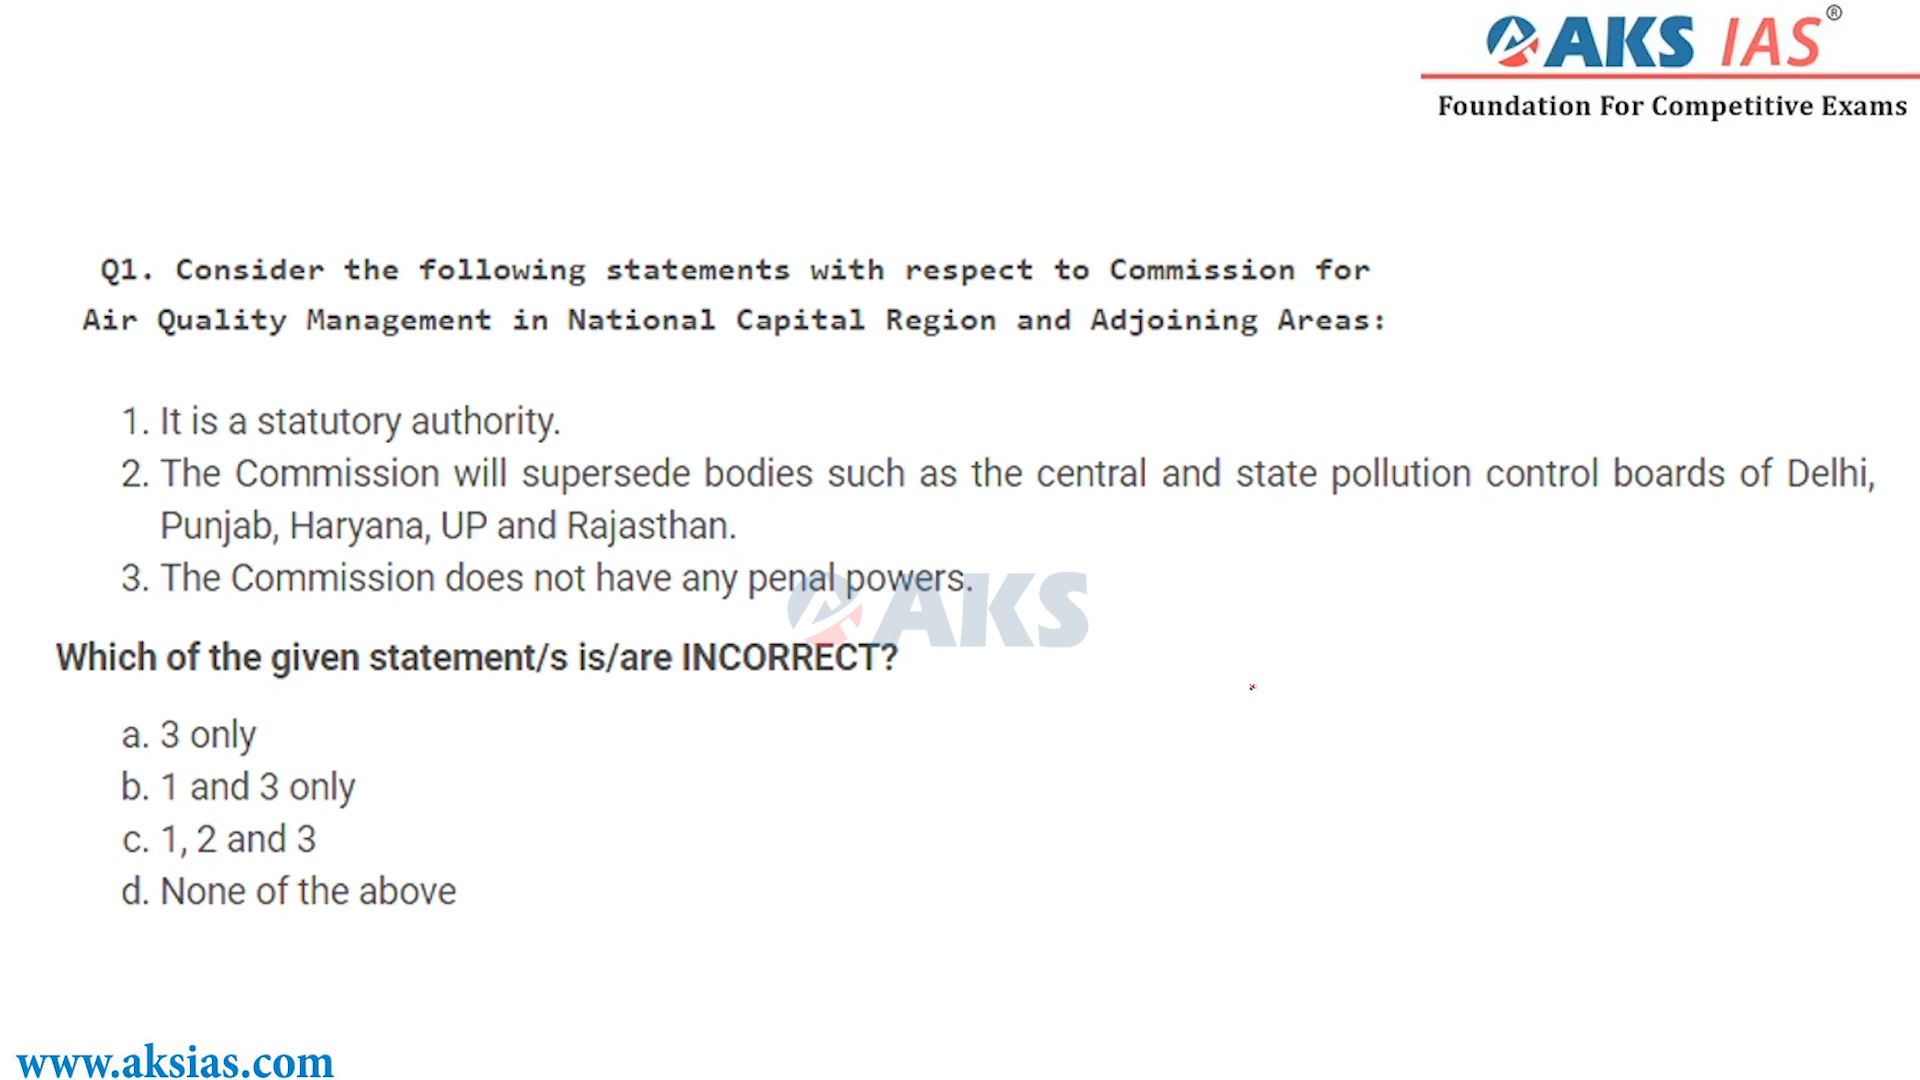 AKS IAS®
Foundation For Competitive Exams
Q1. Consider the following statements with respect to Commission for
Air Quality Management in National Capital Region and Adjoining Areas:
1. It is a statutory authority.
2. The Commission will supersede bodies such as the central and state pollution control boards of Delhi,
Punjab, Haryana, UP and Rajasthan.
3. The Commission does not have any penal powers.
AKS
Which of the given statement/s is/are INCORRECT?
a. 3 only
b. 1 and 3 only
c. 1, 2 and 3
d. None of the above
www.aksias.com